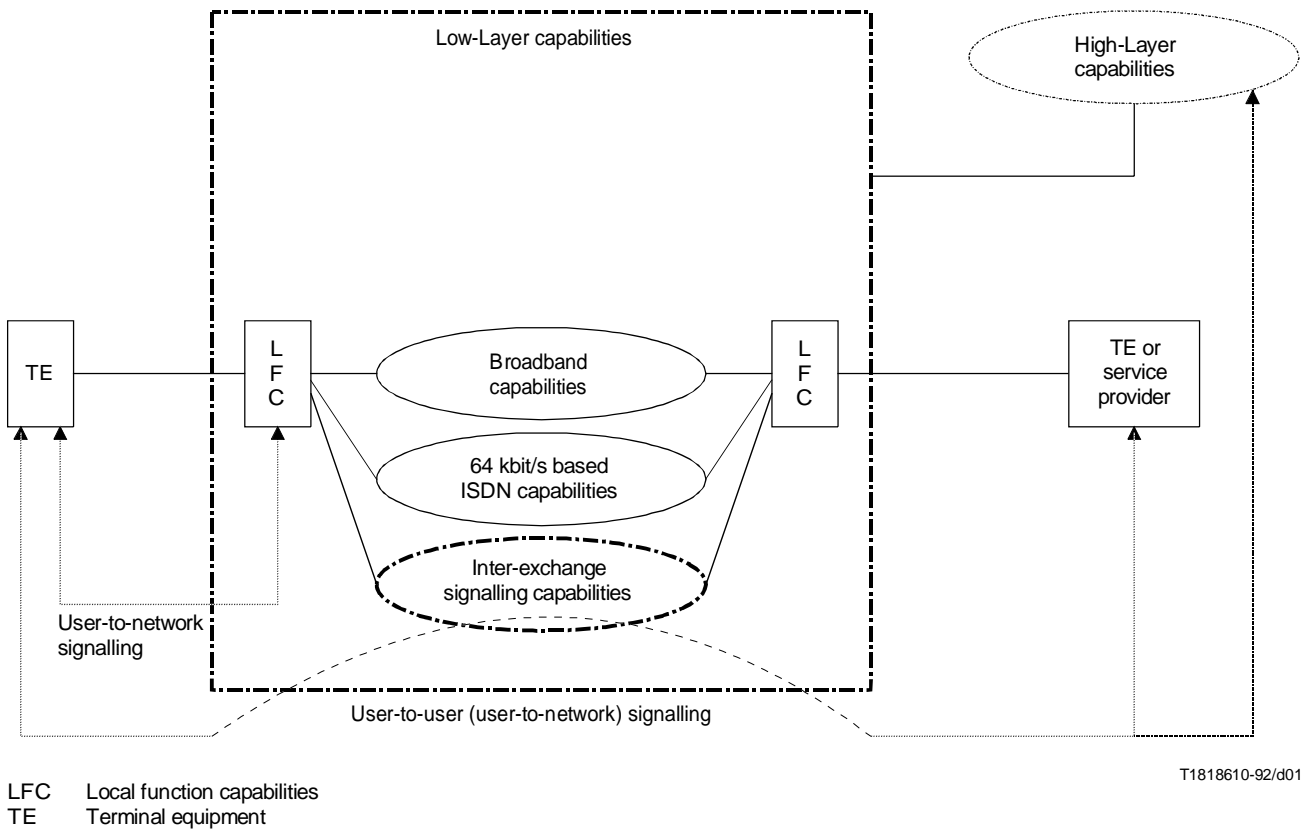 Low-Layer capabilities
High-Layer
capabilities
TE
L
F
C
Broadband
capabilities
L
F
C
TE or
service
provider
64 kbit/s based
ISDN capabilities
Inter-exchange
signalling capabilities
User-to-network
signalling
User-to-user (user-to-network) signalling
T1818610-92/d01
LFC Local function capabilities
TE Terminal equipment